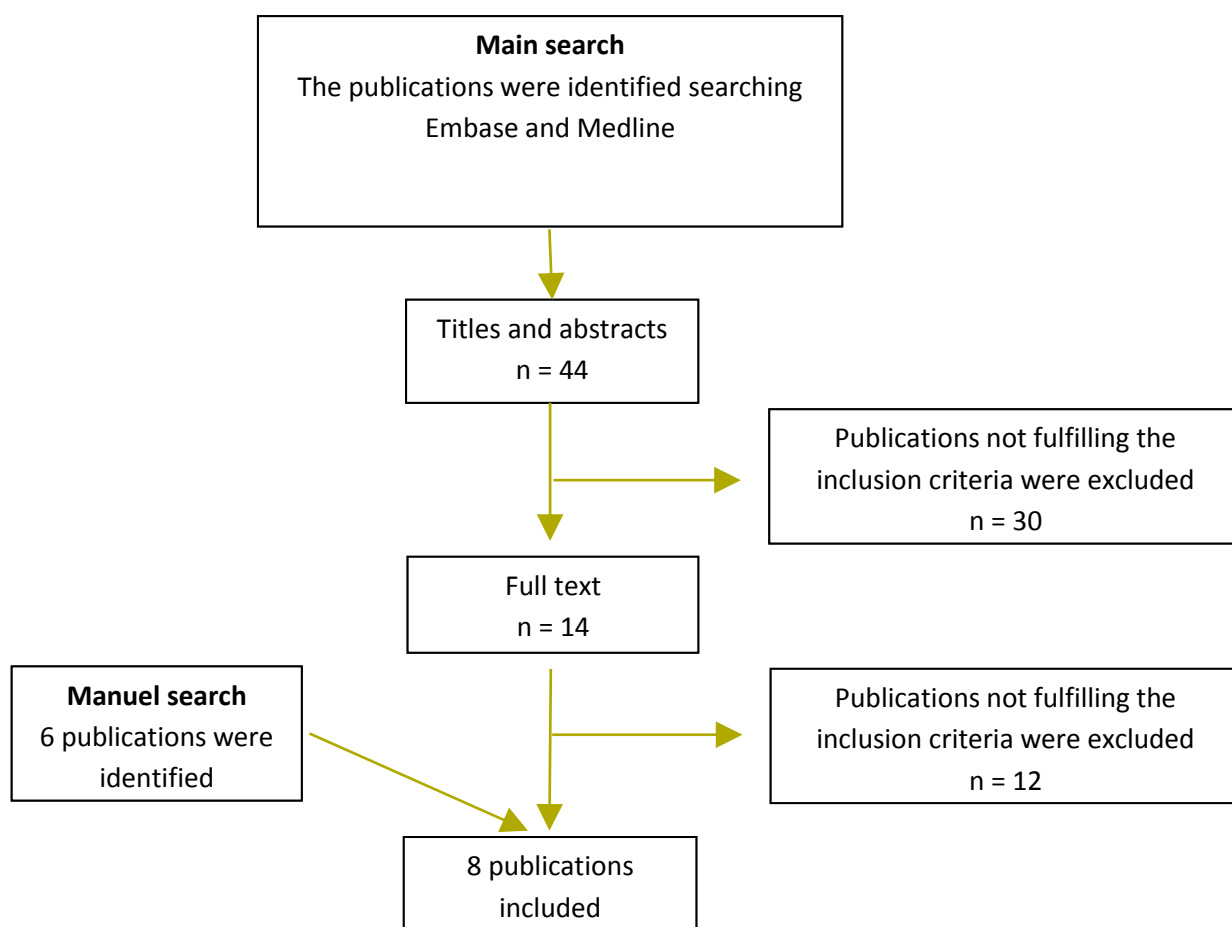 Main search
The publications were identified searching
Embase and Medline
Titles and abstracts
n = 44
Publications not fulfilling the
inclusion criteria were excluded
n = 30
Full text
n = 14
Manuel search
6 publications were
identified
Publications not fulfilling the
inclusion criteria were excluded
n = 12
8 publications
included